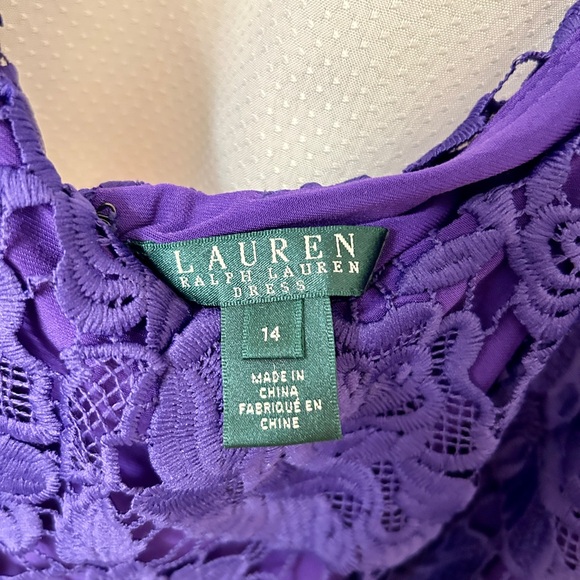 LAUREN
RALPH LAUREN
DRESS
14
MADE IN
CHINA
FABRIQUÉ EN
CHINE